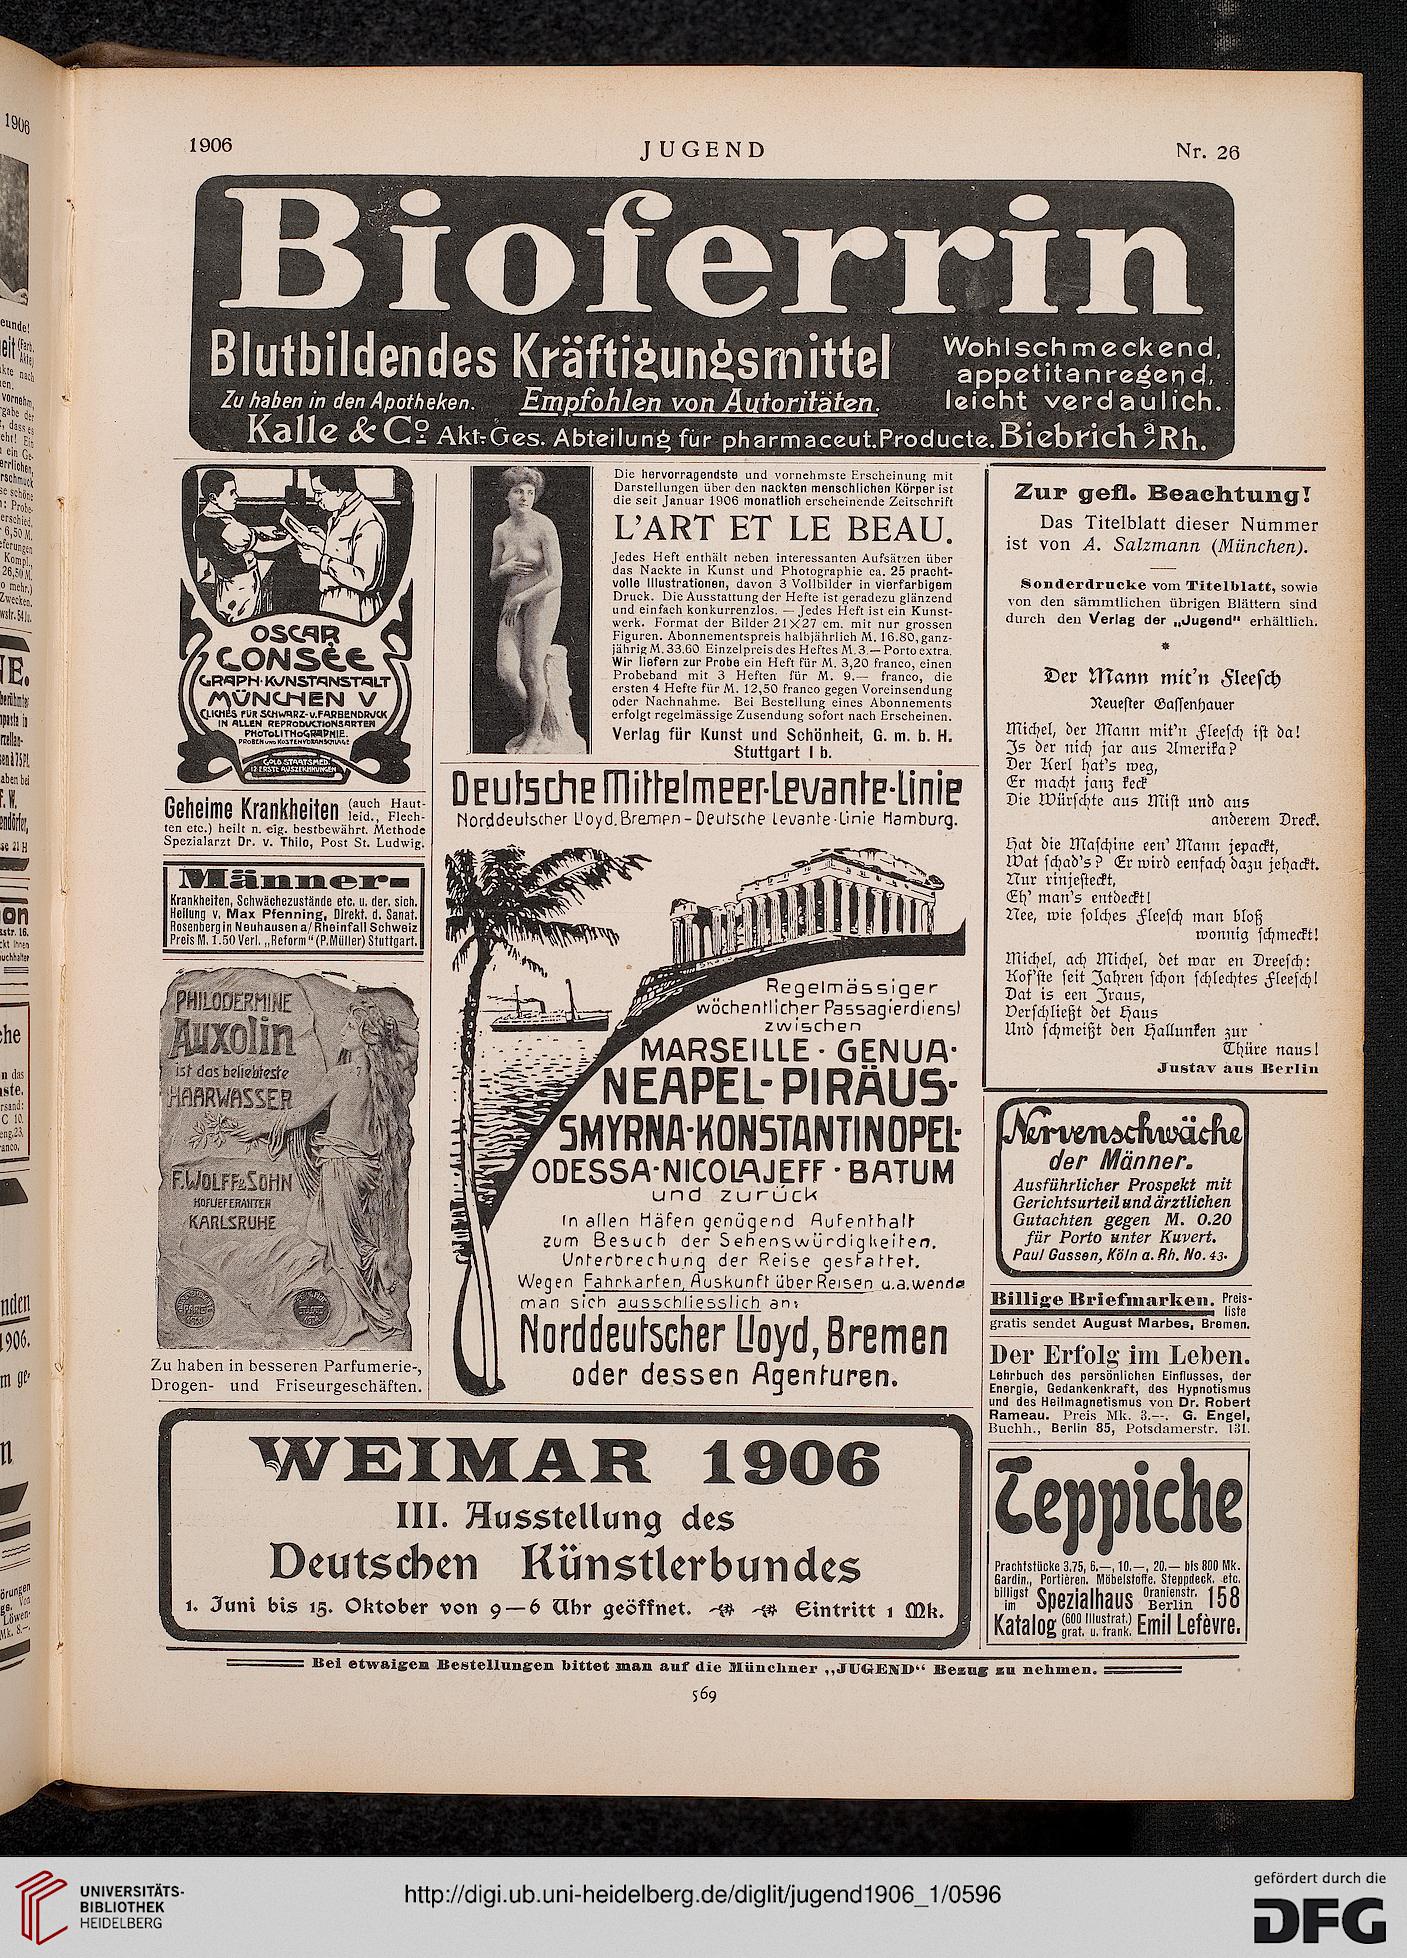 1906
JUGEND
Nr. 26
Bioferrin
Blutbildendes Kräftigungsmittel
Zu haben in den Apotheken. Empfohlen von Autoritäten.
Wohlschmeckend,
appetitanregend,
leicht verdaulich.
Kalle & Co. Akt.-Ges. Abteilung für pharmaceut. Producte. Biebrich a/Rh.
OSCAR
CONSÉE
GRAPH. KUNSTANSTALT
MÜNCHEN V
CLICHÉS FÜR SCHWARZ- U. FARBENDRUCK
IN ALLEN REPRODUCTIONSARTEN
PHOTOLITHOGRAPHIE.
PROBEN UND KOSTENVORANSCHLÄGE
GOLD. STAATSMED.
12 ERSTE AUSZEICHNUNGEN
Geheime Krankheiten (auch Haut-
leid., Flech-
ten etc.) heilt n. eig. bestbewährt. Methode
Spezialarzt Dr. v. Thilo, Post St. Ludwig.
Männer-
Krankheiten, Schwächezustände etc. u. der. sich.
Heilung v. Max Pfenning, Direkt. d. Sanat.
Rosenberg in Neuhausen a/Rheinfall Schweiz
Preis M. 1.50 Verl. „Reform“ (P. Müller) Stuttgart.
PHILODERMINE
Auxolin
ist das beliebteste
HAARWASSER
F. WOLFF & SOHN
HOFLIEFERANTEN
KARLSRUHE
Zu haben in besseren Parfumerie-,
Drogen- und Friseurgeschäften.
Die hervorragendste und vornehmste Erscheinung mit
Darstellungen über den nackten menschlichen Körper ist
die seit Januar 1906 monatlich erscheinende Zeitschrift
L'ART ET LE BEAU.
Jedes Heft enthält neben interessanten Aufsätzen über
das Nackte in Kunst und Photographie ca. 25 pracht-
volle Illustrationen, davon 3 Vollbilder in vierfarbigem
Druck. Die Ausstattung der Hefte ist geradezu glänzend
und einfach konkurrenzlos. — Jedes Heft ist ein Kunst-
werk. Format der Bilder 21×27 cm. mit nur grossen
Figuren. Abonnementspreis halbjährlich M. 16.80, ganz-
jährig M. 33.60 Einzelpreis des Heftes M. 3.— Porto extra.
Wir liefern zur Probe ein Heft für M. 3,20 franco, einen
Probeband mit 3 Heften für M. 9.— franco, die
ersten 4 Hefte für M. 12,50 franco gegen Voreinsendung
oder Nachnahme. Bei Bestellung eines Abonnements
erfolgt regelmässige Zusendung sofort nach Erscheinen.
Verlag für Kunst und Schönheit, G. m. b. H.
Stuttgart I b.
Deutsche Mittelmeer-Levante-Linie
Norddeutscher Lloyd, Bremen - Deutsche Levante-Linie Hamburg.
Regelmässiger
wöchentlicher Passagierdienst
zwischen
MARSEILLE - GENUA-
NEAPEL - PIRÄUS-
SMYRNA-KONSTANTINOPEL-
ODESSA-NICOLAJEFF - BATUM
und zurück
In allen Häfen genügend Aufenthalt
zum Besuch der Sehenswürdigkeiten.
Unterbrechung der Reise gestattet.
Wegen Fahrkarten, Auskunft über Reisen u.a. wende
man sich ausschliesslich an:
Norddeutscher Lloyd, Bremen
oder dessen Agenturen.
Zur gefl. Beachtung!
Das Titelblatt dieser Nummer
ist von A. Salzmann (München).
Sonderdrucke vom Titelblatt, sowie
von den sämmtlichen übrigen Blättern sind
durch den Verlag der „Jugend“ erhältlich.
*
Der Mann mit'n Fleesch
Neuester Gassenhauer
Michel, der Mann mit'n Fleesch ist da!
Is der nich jar aus Amerika?
Der Kerl hat's weg,
Er macht janz keck
Die Würschte aus Mist und aus
anderem Dreck.
Hat die Maschine een' Mann jepackt,
Wat schad's? Er wird eenfach dazu jehackt.
Nur rinjesteckt,
Eh' man's entdeckt!
Nee, wie solches Fleesch man bloß
wonnig schmeckt!
Michel, ach Michel, det war en Dreesch:
Kof'ste seit Jahren schon schlechtes Fleesch!
Dat is een Jraus,
Verschließt det Haus
Und schmeißt den Hallunken zur
Thüre naus!
Justav aus Berlin
Nervenschwäche
der Männer.
Ausführlicher Prospekt mit
Gerichtsurteil und ärztlichen
Gutachten gegen M. 0.20
für Porto unter Kuvert.
Paul Gassen, Köln a. Rh. No. 43.
Billige Briefmarken. Preis-
liste
gratis sendet August Marbes, Bremen.
Der Erfolg im Leben.
Lehrbuch des persönlichen Einflusses, der
Energie, Gedankenkraft, des Hypnotismus
und des Heilmagnetismus von Dr. Robert
Rameau. Preis Mk. 3.—. G. Engel,
Buchh., Berlin 85, Potsdamerstr. 131.
Teppiche
Prachtstücke 3.75, 6.—, 10.—, 20.— bis 800 Mk.
Gardin., Portièren, Möbelstoffe, Steppdeck. etc.
billigst im Spezialhaus Oranienstr. Berlin 158
Katalog (600 Illustrat.) grat. u. frank. Emil Lefèvre.
WEIMAR 1906
III. Ausstellung des
Deutschen Künstlerbundes
1. Juni bis 15. Oktober von 9—6 Uhr geöffnet. Eintritt 1 Mk.
Bei etwaigen Bestellungen bittet man auf die Münchner „JUGEND“ Bezug zu nehmen.
569
UNIVERSITÄTS-
BIBLIOTHEK
HEIDELBERG
http://digi.ub.uni-heidelberg.de/diglit/jugend1906_1/0596
gefördert durch die
DFG